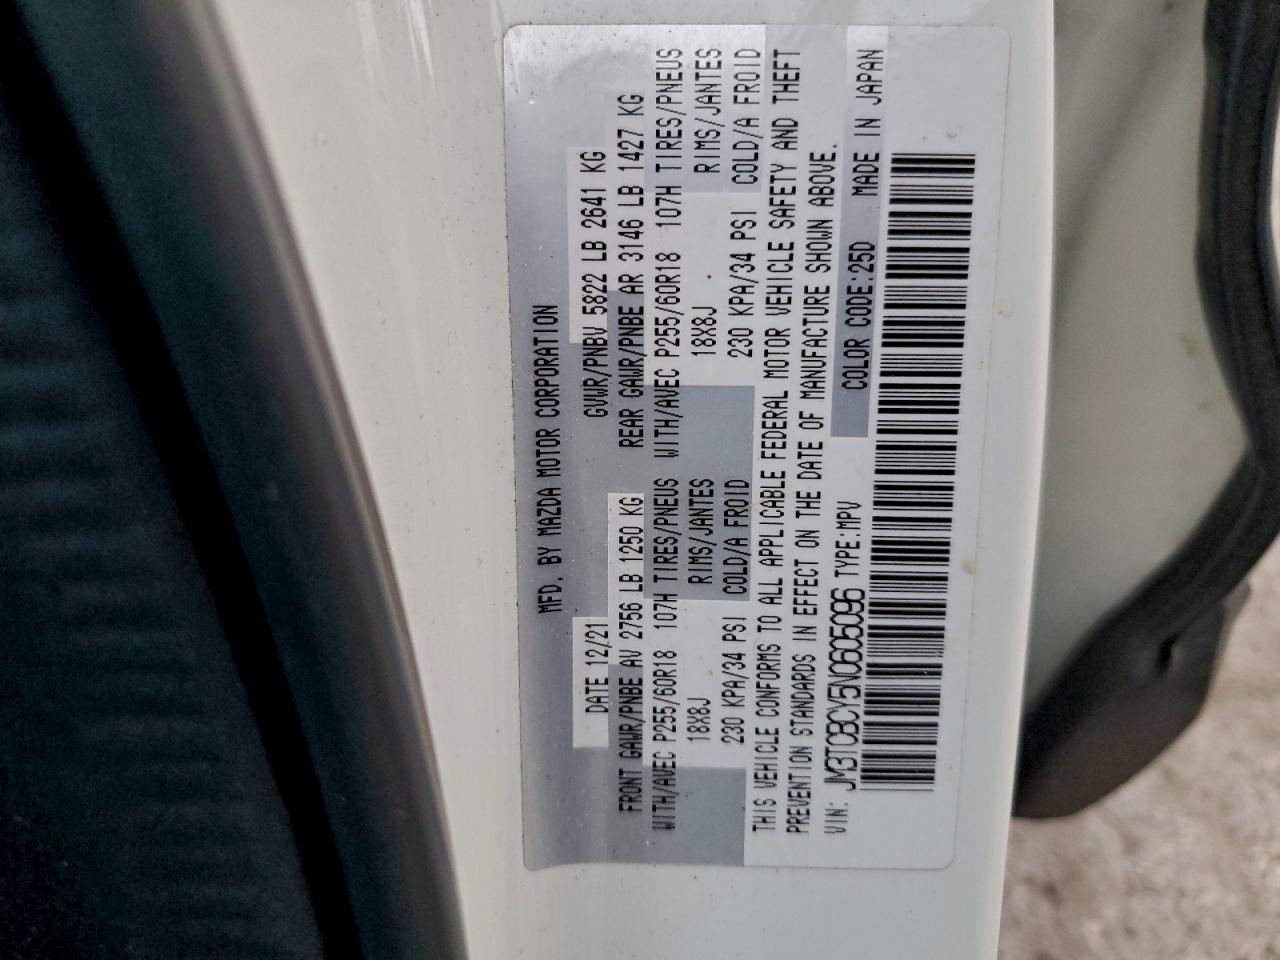 MFD. BY MAZDA MOTOR CORPORATION
DATE 12/21 GVWR/PNBV 5822 LB 2641 KG
FRONT GAWR/PNBE AV 2756 LB 1250 KG REAR GAWR/PNBE AR 3146 LB 1427 KG
WITH/AVEC P255/60R18 107H TIRES/PNEUS WITH/AVEC P255/60R18 107H TIRES/PNEUS
18X8J RIMS/JANTES 18X8J RIMS/JANTES
230 KPA/34 PSI COLD/A FROID 230 KPA/34 PSI COLD/A FROID
THIS VEHICLE CONFORMS TO ALL APPLICABLE FEDERAL MOTOR VEHICLE SAFETY AND THEFT
PREVENTION STANDARDS IN EFFECT ON THE DATE OF MANUFACTURE SHOWN ABOVE.
VIN: JM3TCBCY5N0605096 TYPE:MPV COLOR CODE:25D MADE IN JAPAN